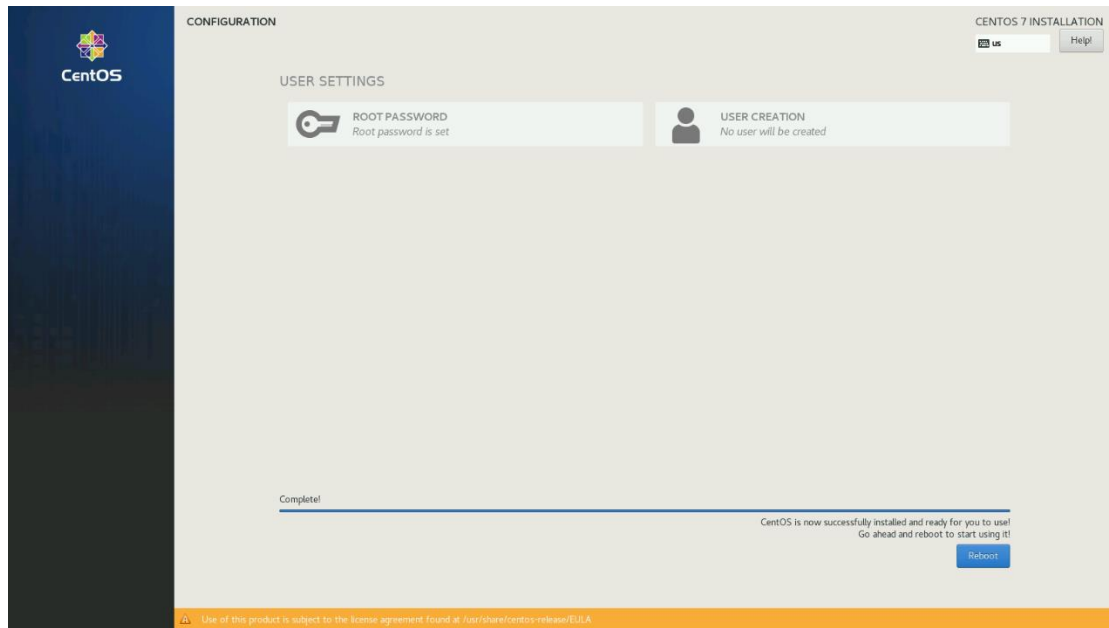 CentOS
CONFIGURATION
CENTOS 7 INSTALLATION
us
Help!
USER SETTINGS
ROOT PASSWORD
Root password is set
USER CREATION
No user will be created
Complete!
CentOS is now successfully installed and ready for you to use!
Go ahead and reboot to start using it!
Reboot
Use of this product is subject to the license agreement found at /usr/share/centos-release/EULA